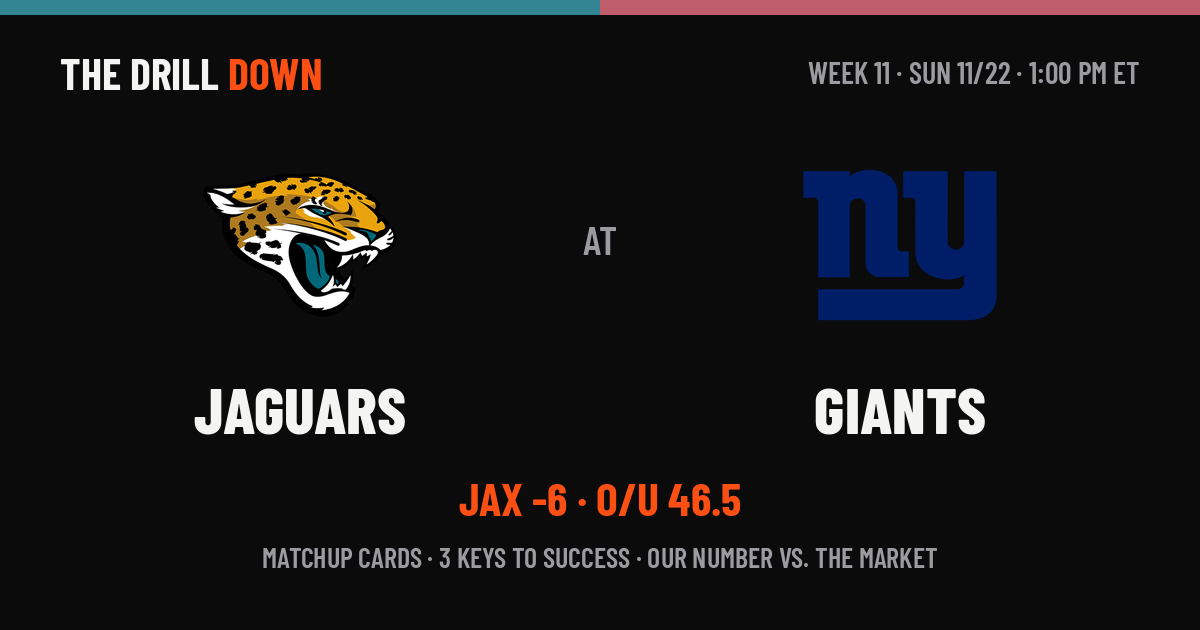 THE DRILL DOWN
WEEK 11 · SUN 11/22 · 1:00 PM ET
AT
ny
JAGUARS
GIANTS
JAX -6 · O/U 46.5
MATCHUP CARDS · 3 KEYS TO SUCCESS · OUR NUMBER VS. THE MARKET